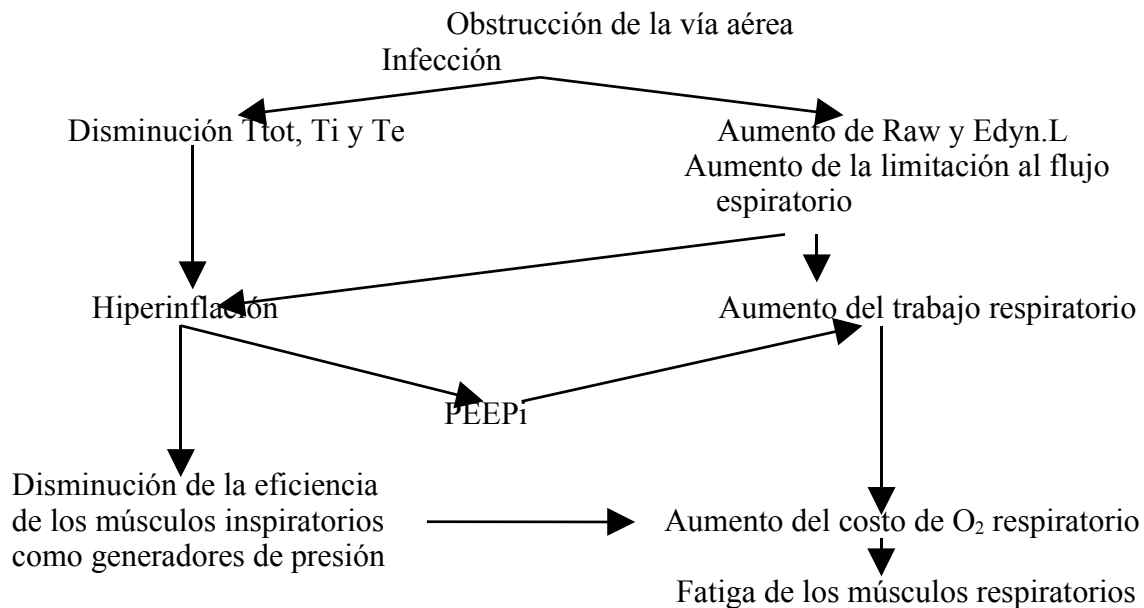 Obstrucción de la vía aérea
Infección
Disminución Ttot, Ti y Te
Aumento de Raw y Edyn.L
Aumento de la limitación al flujo
espiratorio
Hiperinflación
Aumento del trabajo respiratorio
PEEPi
Disminución de la eficiencia
de los músculos inspiratorios
como generadores de presión
Aumento del costo de O₂ respiratorio
Fatiga de los músculos respiratorios